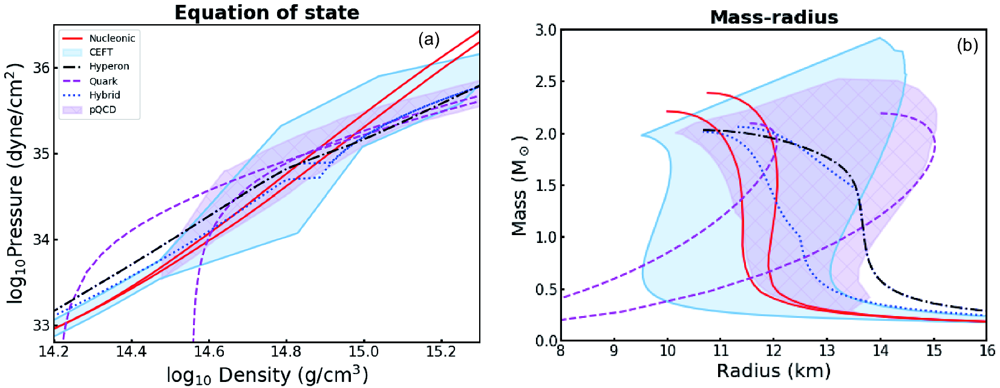 Equation of state
(a)
Nucleonic
CEFT
Hyperon
Quark
Hybrid
pQCD
log₁₀Pressure (dyne/cm²)
36
35
34
33
14.2 14.4 14.6 14.8 15.0 15.2
log₁₀ Density (g/cm³)
Mass-radius
(b)
Mass (M⊙)
3.0
2.5
2.0
1.5
1.0
0.5
0.0
8 9 10 11 12 13 14 15 16
Radius (km)